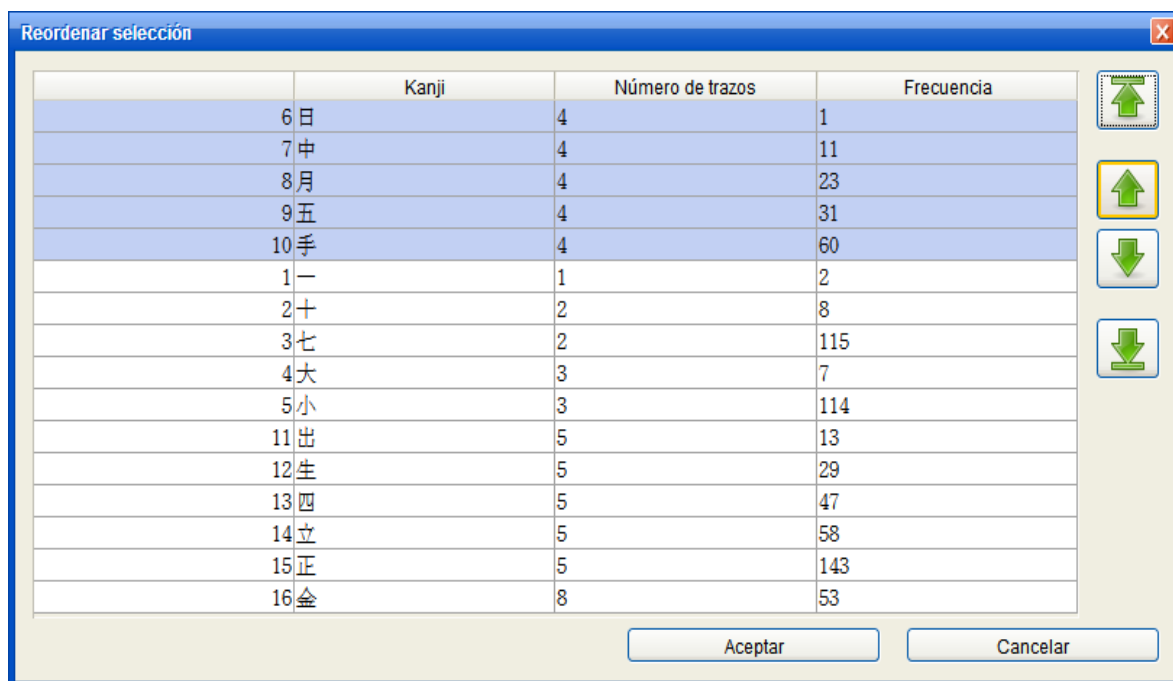 Reordenar selección
Kanji Número de trazos Frecuencia
6 日 4 1
7 中 4 11
8 月 4 23
9 五 4 31
10 手 4 60
1 一 1 2
2 十 2 8
3 七 2 115
4 大 3 7
5 小 3 114
11 出 5 13
12 生 5 29
13 四 5 47
14 立 5 58
15 正 5 143
16 金 8 53
Aceptar Cancelar